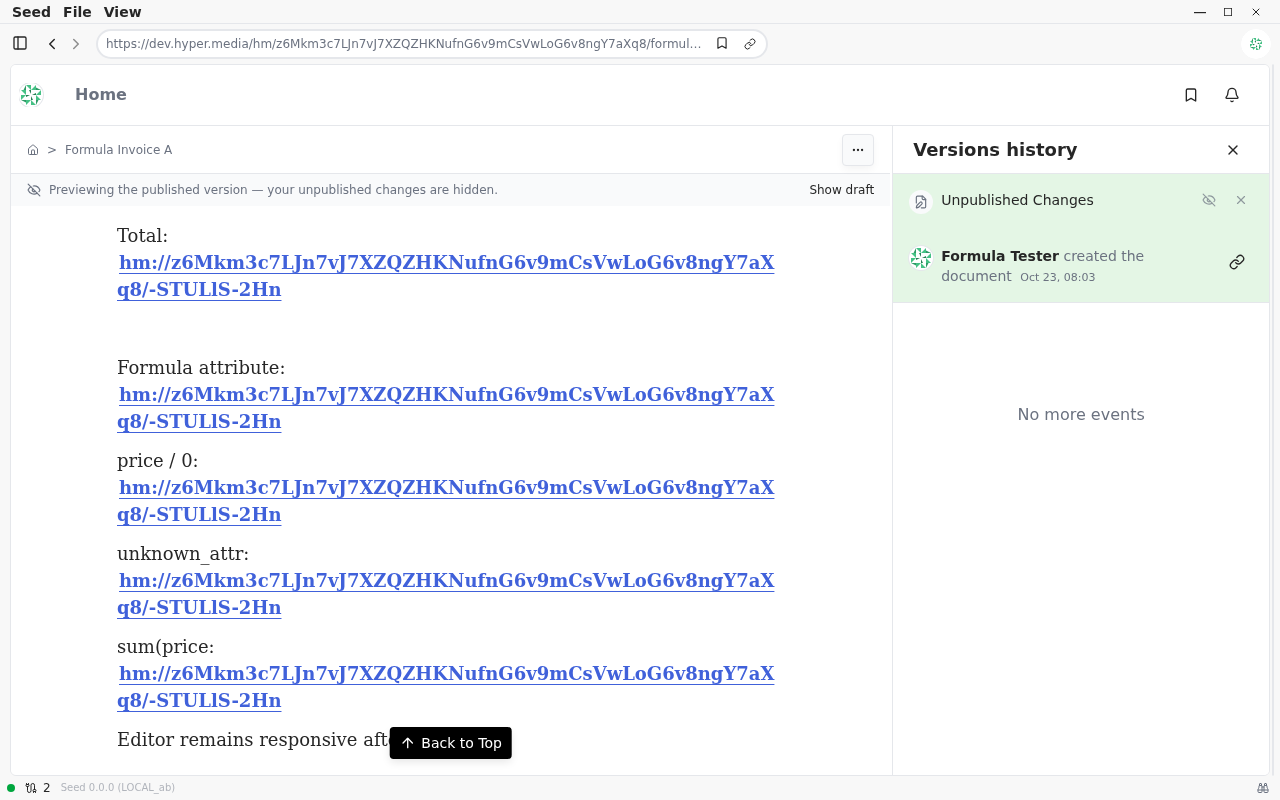 Seed File View
https://dev.hyper.media/hm/z6Mkm3c7LJn7vJ7XZQZHKNufnG6v9mCsVwLoG6v8ngY7aXq8/formul...
Home
> Formula Invoice A
Previewing the published version — your unpublished changes are hidden. Show draft
Total:
hm://z6Mkm3c7LJn7vJ7XZQZHKNufnG6v9mCsVwLoG6v8ngY7aX
q8/-STULlS-2Hn
Formula attribute:
hm://z6Mkm3c7LJn7vJ7XZQZHKNufnG6v9mCsVwLoG6v8ngY7aX
q8/-STULlS-2Hn
price / 0:
hm://z6Mkm3c7LJn7vJ7XZQZHKNufnG6v9mCsVwLoG6v8ngY7aX
q8/-STULlS-2Hn
unknown_attr:
hm://z6Mkm3c7LJn7vJ7XZQZHKNufnG6v9mCsVwLoG6v8ngY7aX
q8/-STULlS-2Hn
sum(price:
hm://z6Mkm3c7LJn7vJ7XZQZHKNufnG6v9mCsVwLoG6v8ngY7aX
q8/-STULlS-2Hn
Editor remains responsive
Back to Top
Versions history
Unpublished Changes
Formula Tester created the
document Oct 23, 08:03
No more events
2 Seed 0.0.0 (LOCAL_ab)